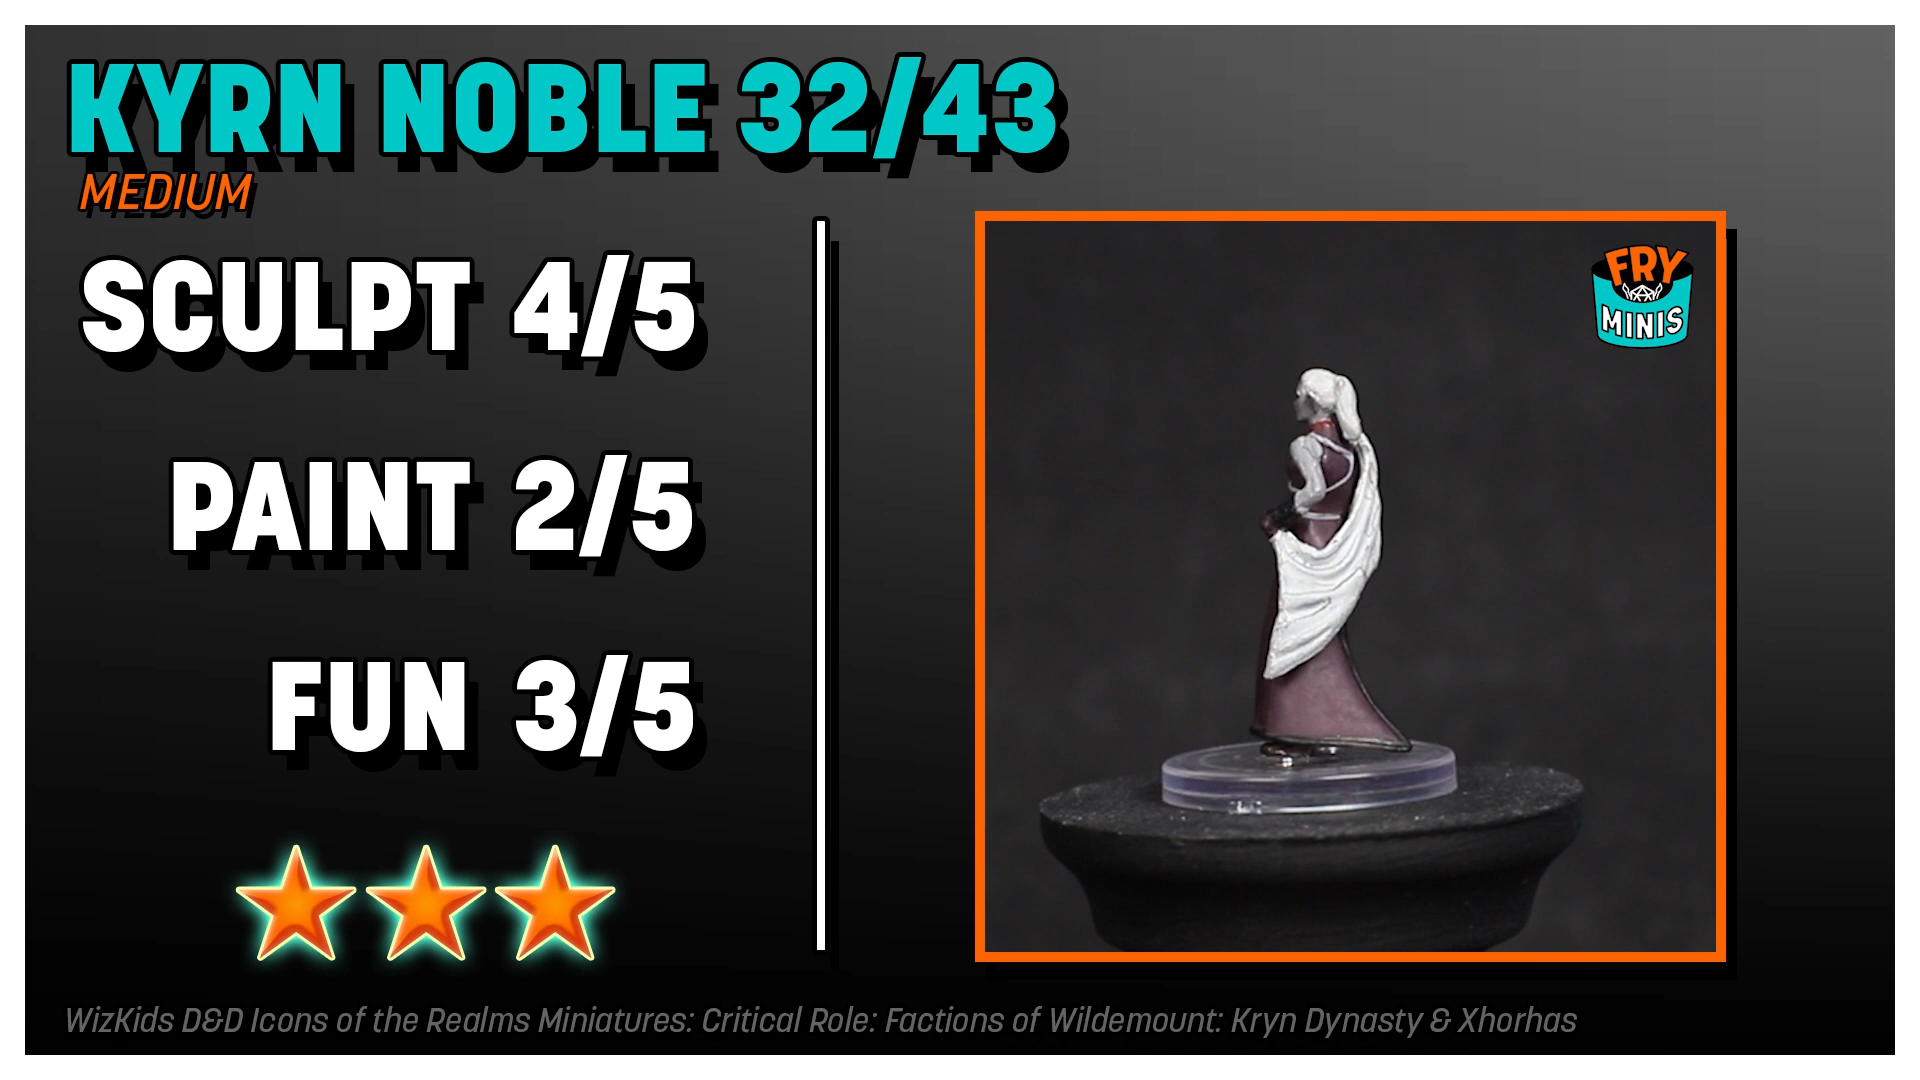 KYRN NOBLE 32/43
MEDIUM
SCULPT 4/5
PAINT 2/5
FUN 3/5
FRY
MINIS
WizKids D&D Icons of the Realms Miniatures: Critical Role: Factions of Wildemount: Kryn Dynasty & Xhorhas